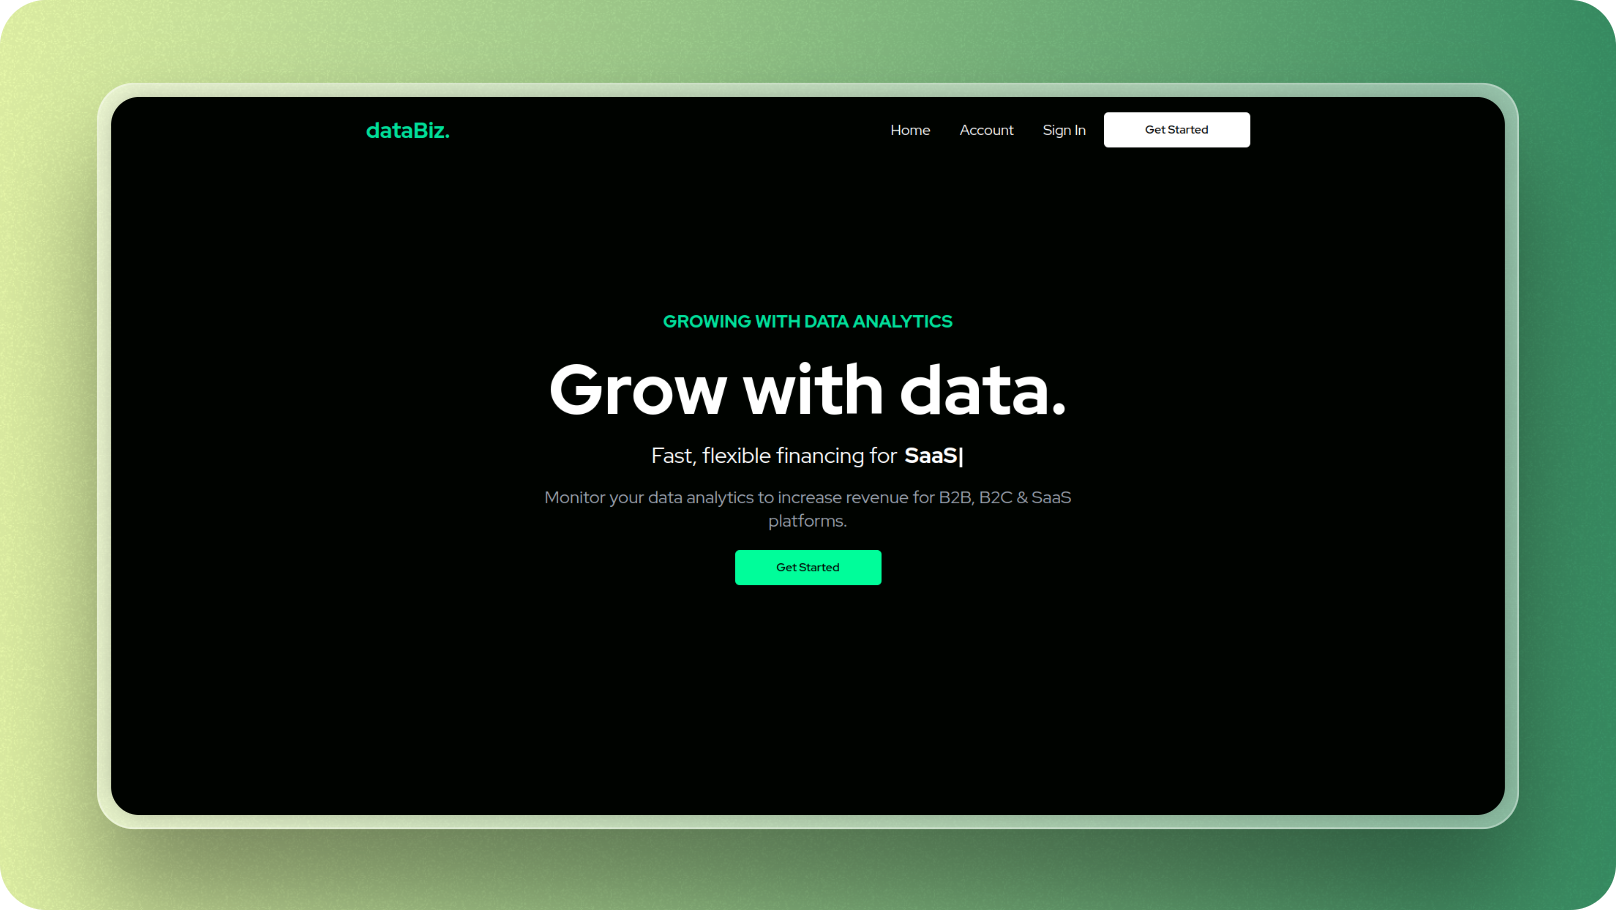 dataBiz.
Home Account Sign In Get Started
GROWING WITH DATA ANALYTICS
Grow with data.
Fast, flexible financing for SaaS|
Monitor your data analytics to increase revenue for B2B, B2C & SaaS
platforms.
Get Started